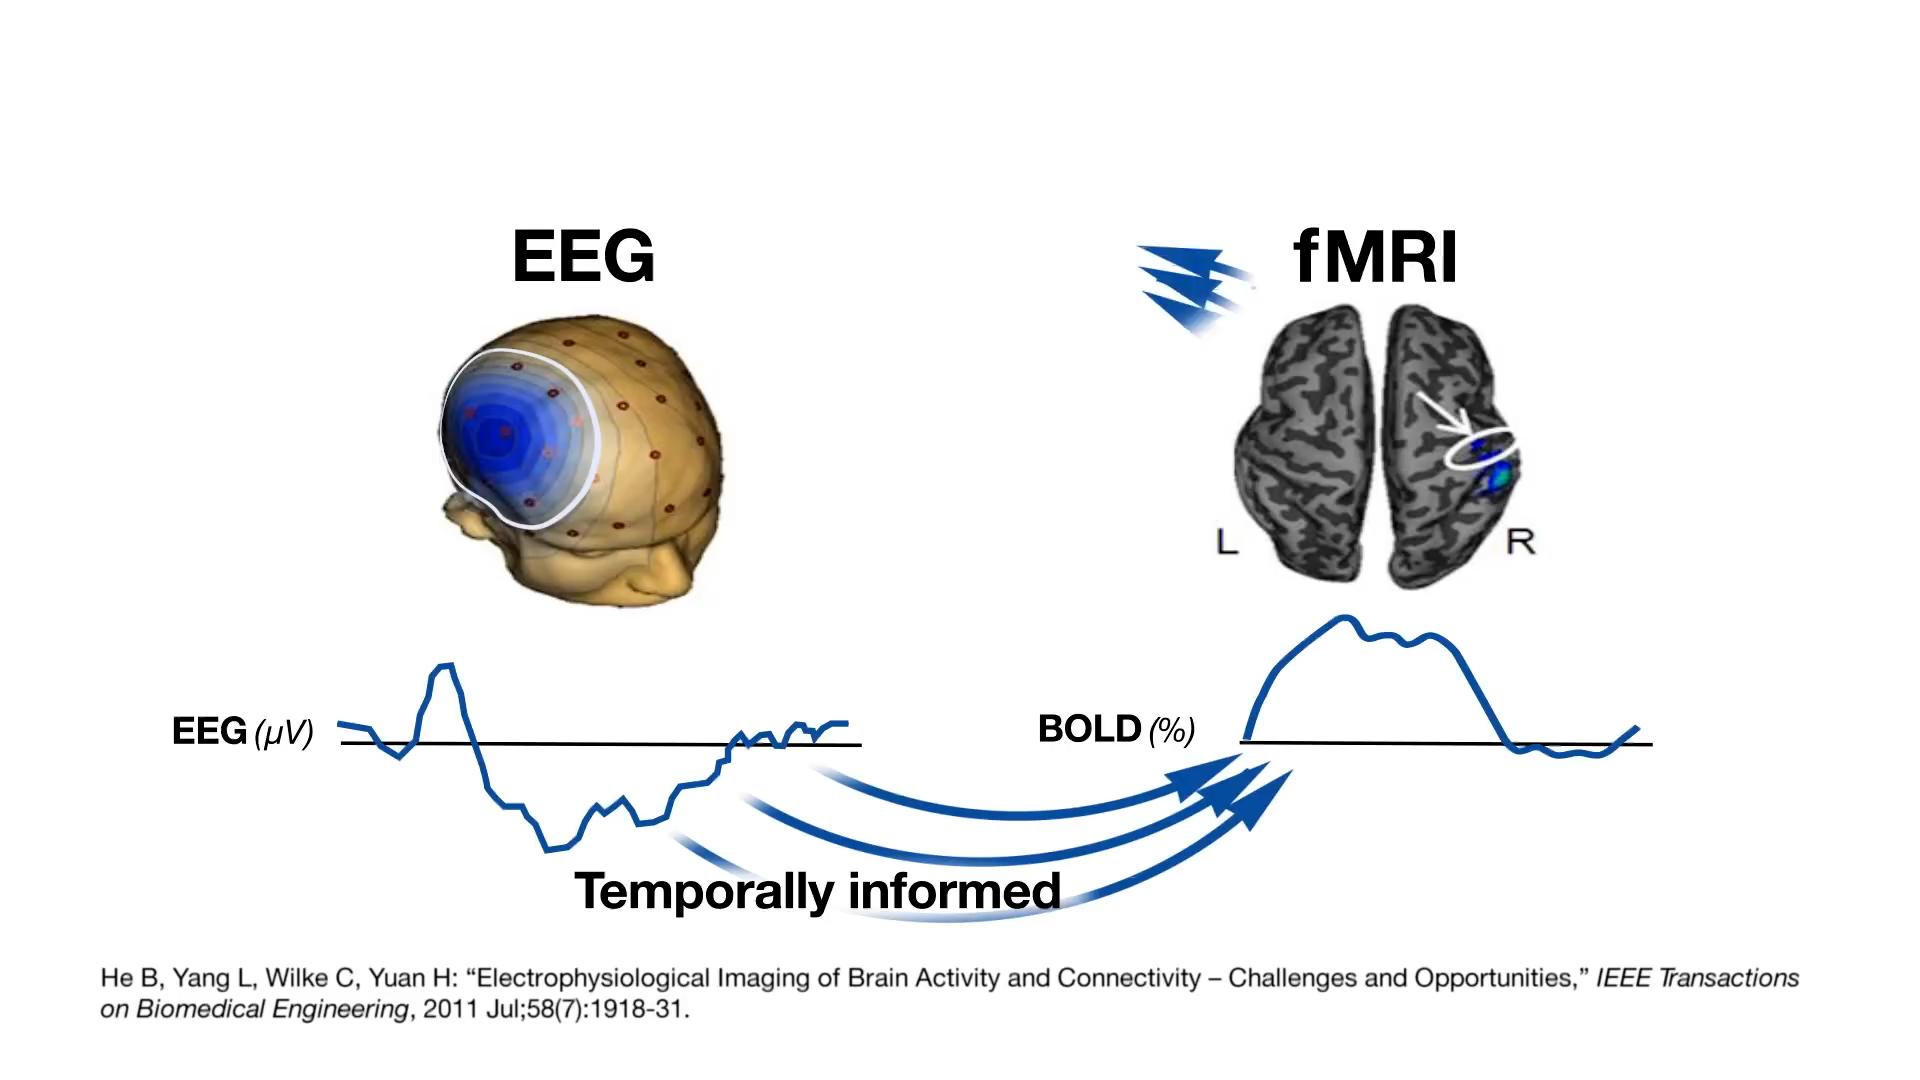 EEG
fMRI
L
R
EEG (µV)
BOLD (%)
Temporally informed
He B, Yang L, Wilke C, Yuan H: “Electrophysiological Imaging of Brain Activity and Connectivity – Challenges and Opportunities,” IEEE Transactions
on Biomedical Engineering, 2011 Jul;58(7):1918-31.